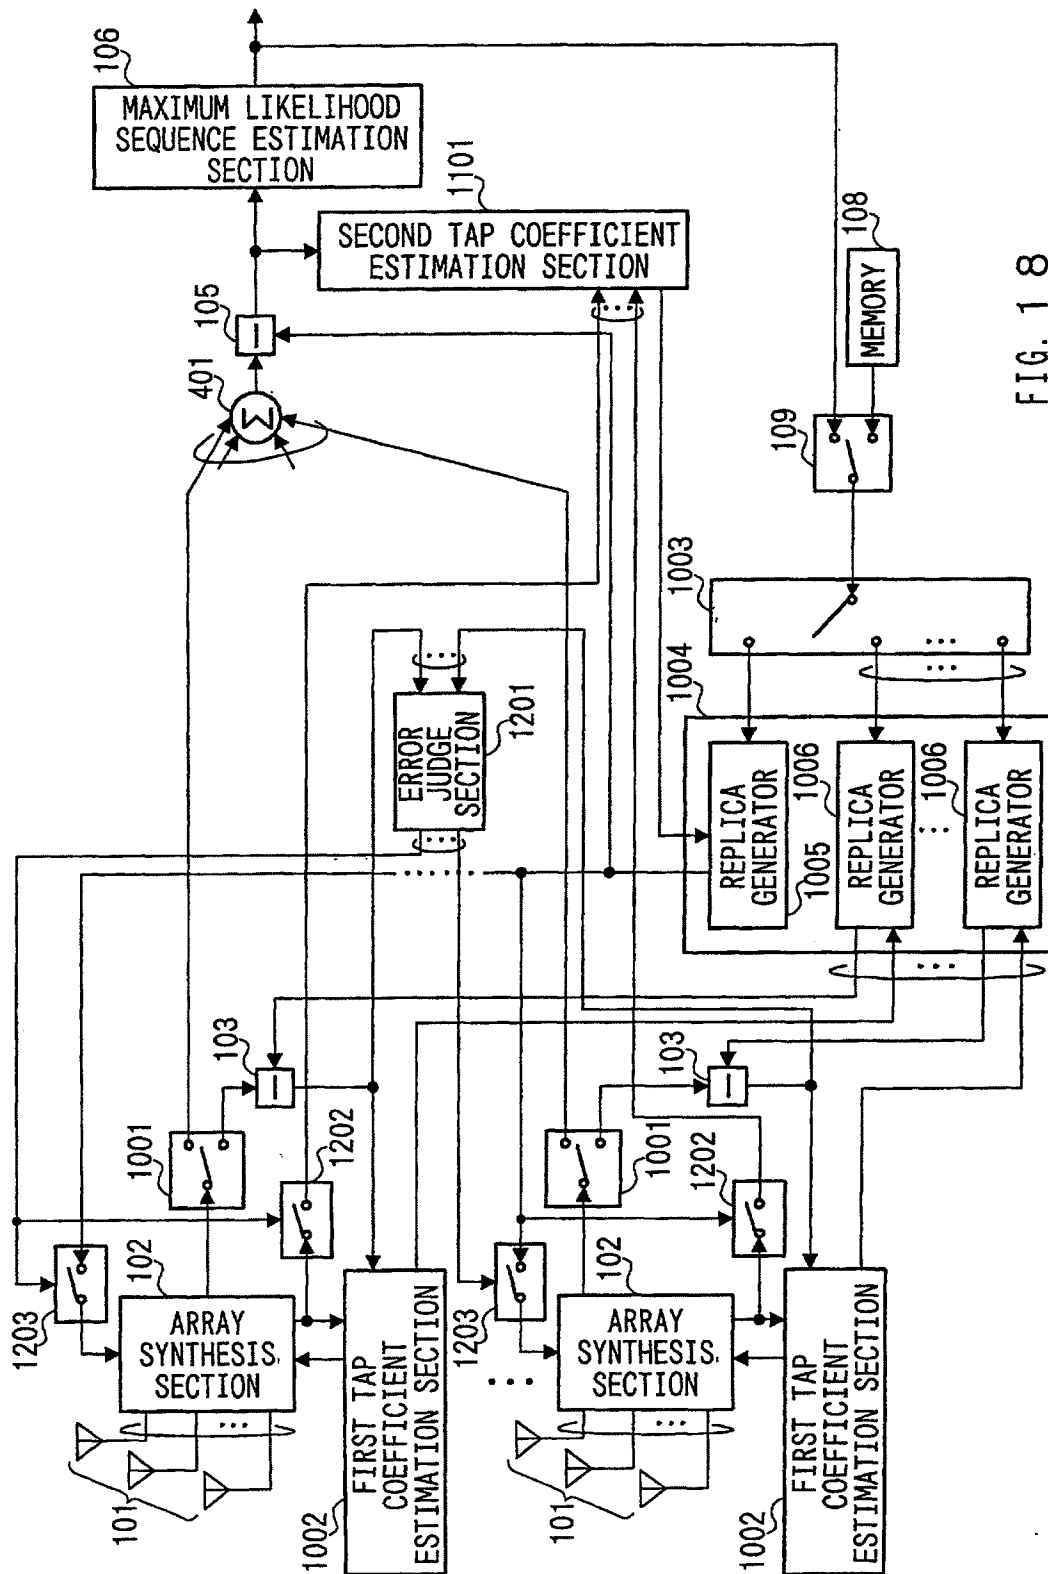 106
MAXIMUM LIKELIHOOD
SEQUENCE ESTIMATION
SECTION
1101
SECOND TAP COEFFICIENT
ESTIMATION SECTION
105
401
Σ
108
MEMORY
109
1003
1004
ERROR
JUDGE
SECTION
1201
REPLICA
GENERATOR
1005
REPLICA
GENERATOR
1006
REPLICA
GENERATOR
1006
103
103
1001
1001
1202
1202
1203
1203
102
ARRAY
SYNTHESIS
SECTION
102
ARRAY
SYNTHESIS
SECTION
101
101
FIRST TAP
COEFFICIENT
ESTIMATION SECTION
1002
FIRST TAP
COEFFICIENT
ESTIMATION SECTION
1002
FIG. 18